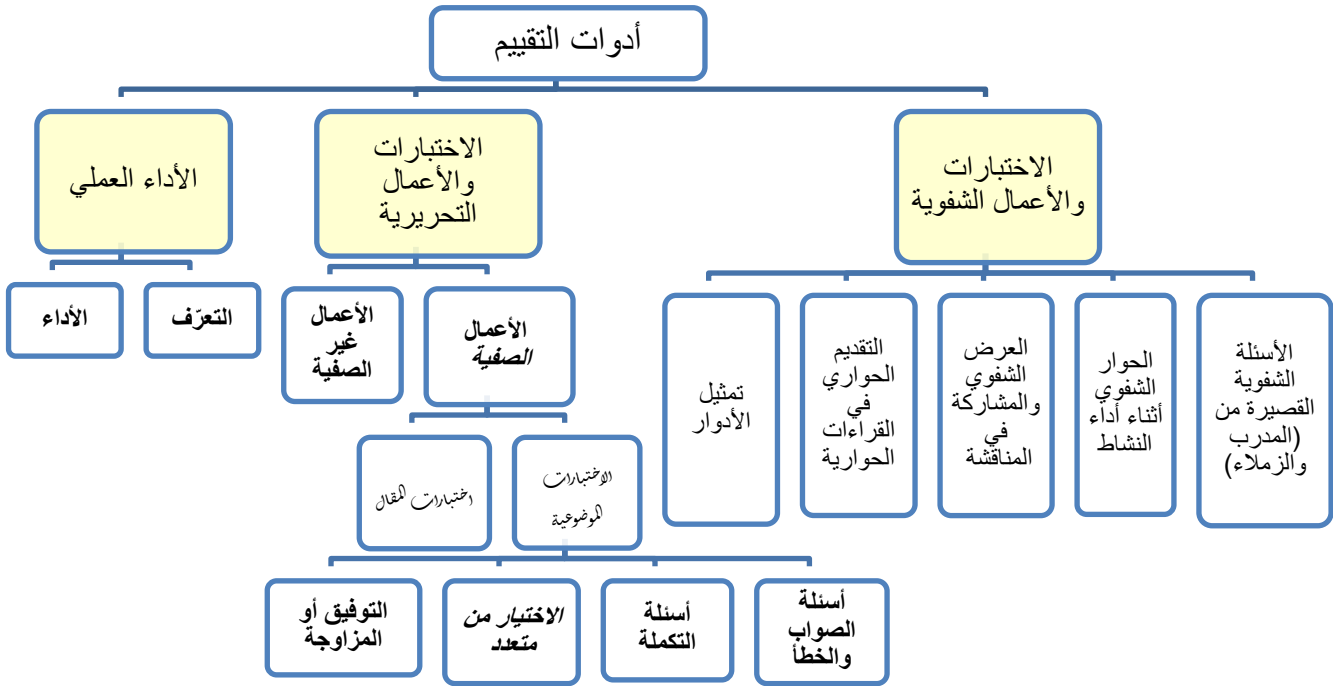 أدوات التقييم
الاختبارات
والأعمال الشفوية
الاختبارات
والأعمال
التحريرية
الأداء العملي
الأسئلة
الشفوية
القصيرة من
(المدرب
والزملاء)
الحوار
الشفوي
أثناء أداء
النشاط
العرض
الشفوي
والمشاركة
في
المناقشة
التقديم
الحواري
في
القراءات
الحوارية
تمثيل
الأدوار
الأعمال
الصفية
الأعمال
غير
الصفية
التعرّف
الأداء
الاختبارات
الموضوعية
اختبارات المقال
أسئلة
الصواب
والخطأ
أسئلة
التكملة
الاختيار من
متعدد
التوفيق أو
المزاوجة